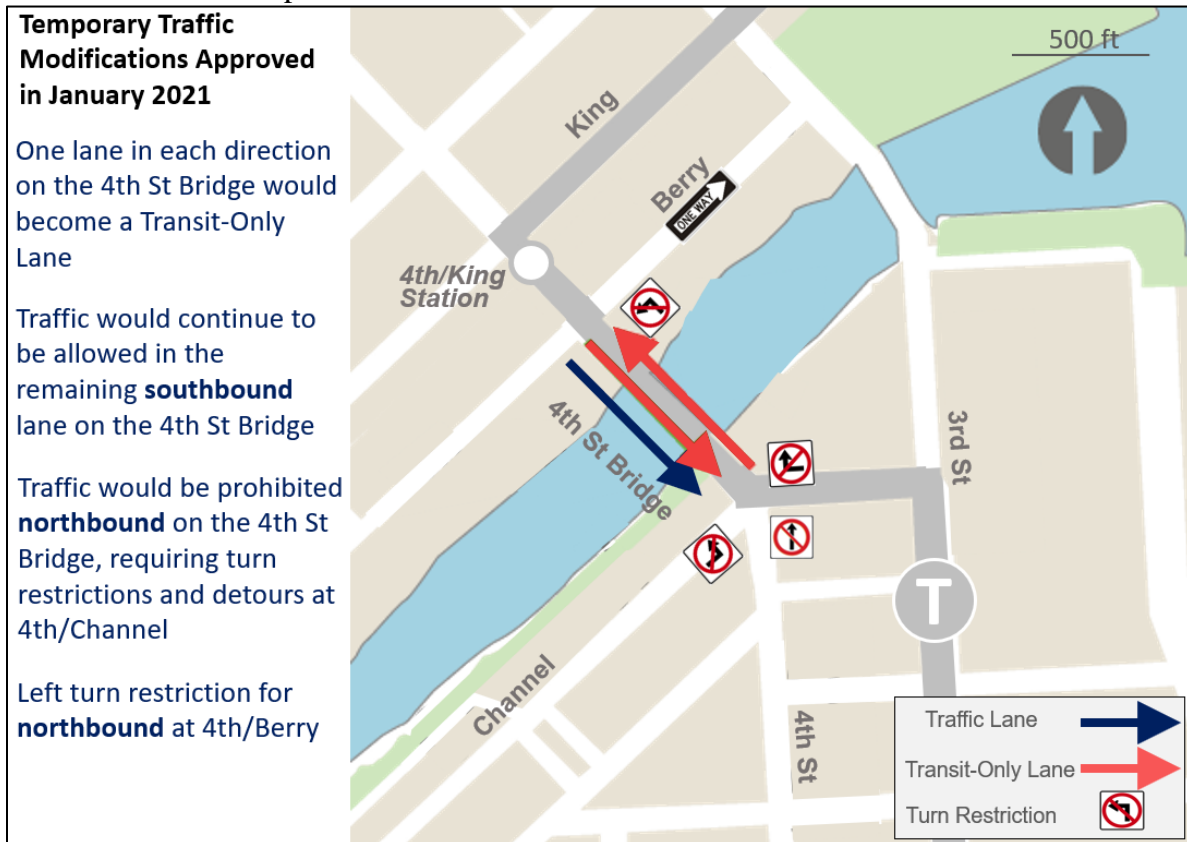 Temporary Traffic
Modifications Approved
in January 2021
One lane in each direction
on the 4th St Bridge would
become a Transit-Only
Lane
Traffic would continue to
be allowed in the
remaining southbound
lane on the 4th St Bridge
Traffic would be prohibited
northbound on the 4th St
Bridge, requiring turn
restrictions and detours at
4th/Channel
Left turn restriction for
northbound at 4th/Berry
500 ft
King
Berry
ONE WAY
4th/King
Station
4th St Bridge
3rd St
T
Channel
4th St
Traffic Lane
Transit-Only Lane
Turn Restriction